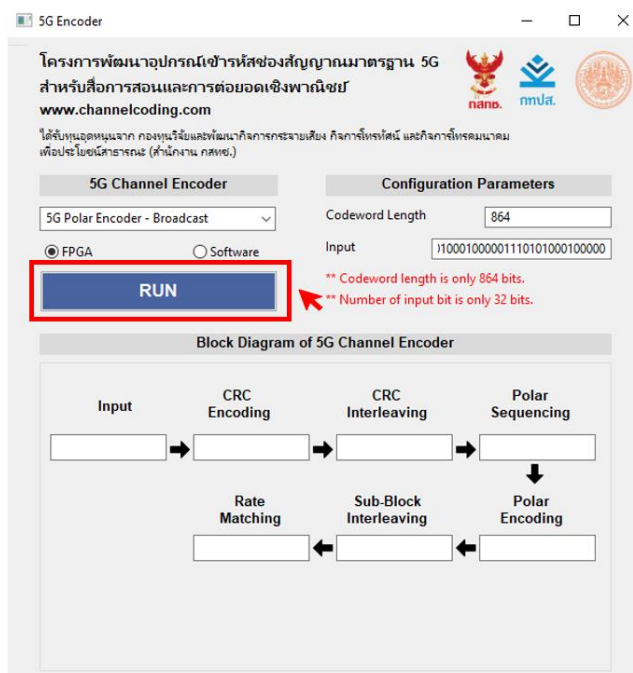 5G Encoder
โครงการพัฒนาอุปกรณ์เข้ารหัสช่องสัญญาณมาตรฐาน 5G
สำหรับสื่อการสอนและการต่อยอดเชิงพาณิชย์
www.channelcoding.com
กสทช.
กทปส.
ได้รับทุนอุดหนุนจาก กองทุนวิจัยและพัฒนากิจการกระจายเสียง กิจการโทรทัศน์ และกิจการโทรคมนาคม
เพื่อประโยชน์สาธารณะ (สำนักงาน กสทช.)
5G Channel Encoder
Configuration Parameters
5G Polar Encoder - Broadcast
Codeword Length
864
FPGA
Software
Input
)1000100000111010100010000​0
RUN
** Codeword length is only 864 bits.
** Number of input bit is only 32 bits.
Block Diagram of 5G Channel Encoder
Input
CRC
Encoding
CRC
Interleaving
Polar
Sequencing
Rate
Matching
Sub-Block
Interleaving
Polar
Encoding